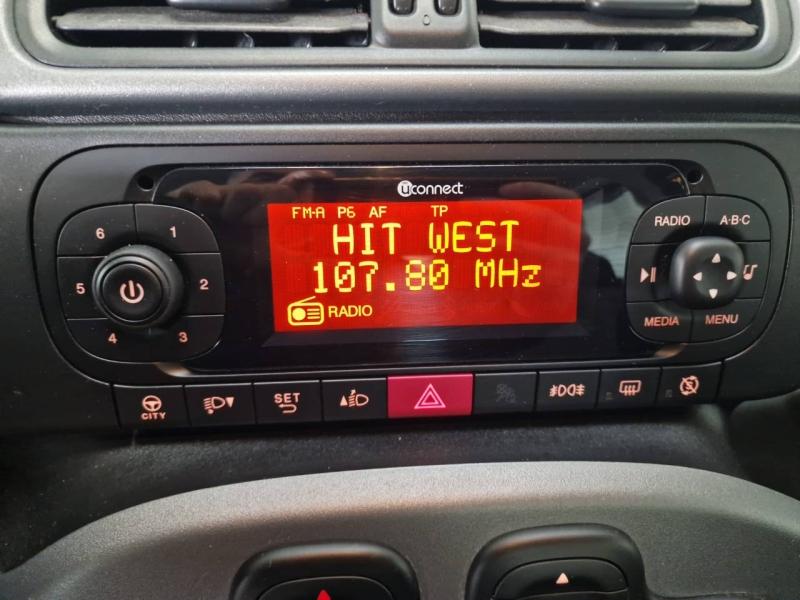 uconnect
FM-A P6 AF TP
HIT WEST
107.80 MHz
RADIO
6 1
5 2
4 3
RADIO A·B·C
MEDIA MENU
CITY
SET